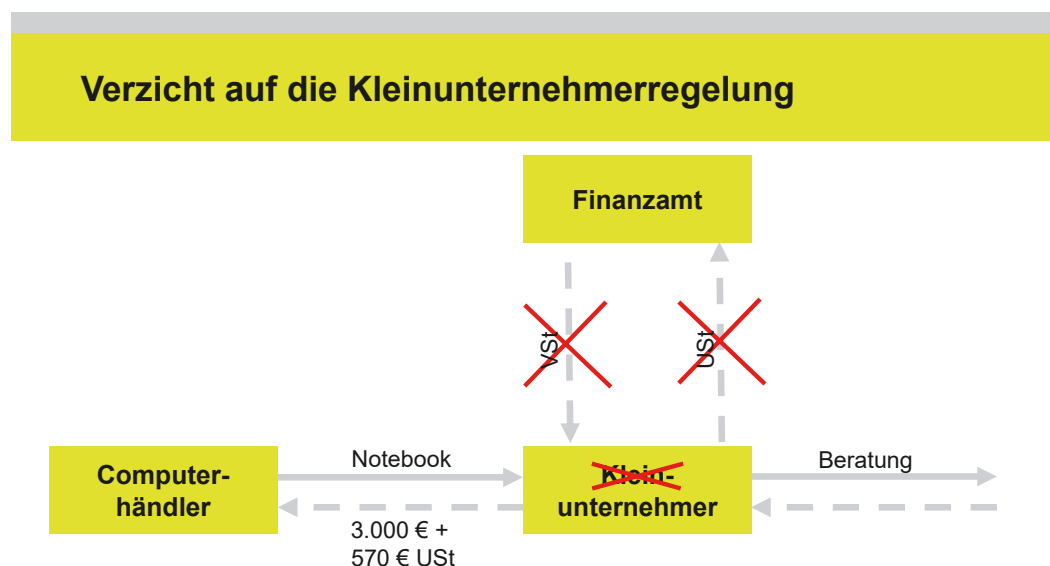 Verzicht auf die Kleinunternehmerregelung
Finanzamt
VSt
USt
Computer-
händler
Notebook
3.000 € +
570 € USt
Klein-
unternehmer
Beratung